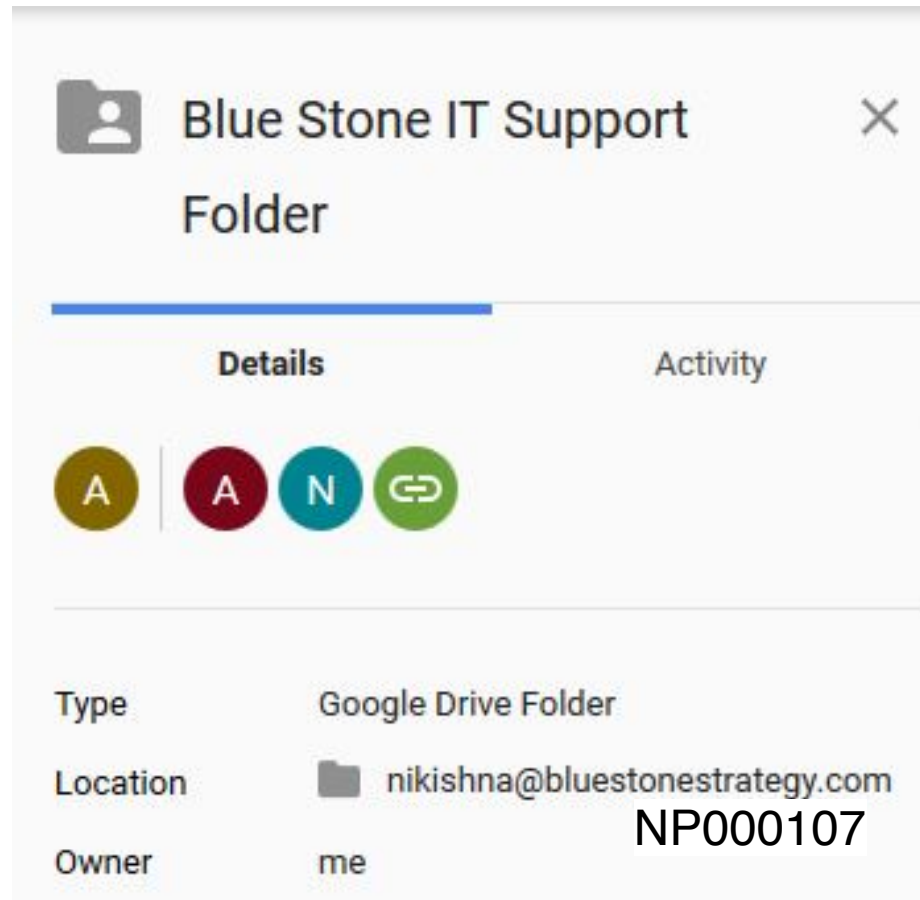 Blue Stone IT Support
Folder
Details Activity
A A N
Type Google Drive Folder
Location nikishna@bluestonestrategy.com
NP000107
Owner me